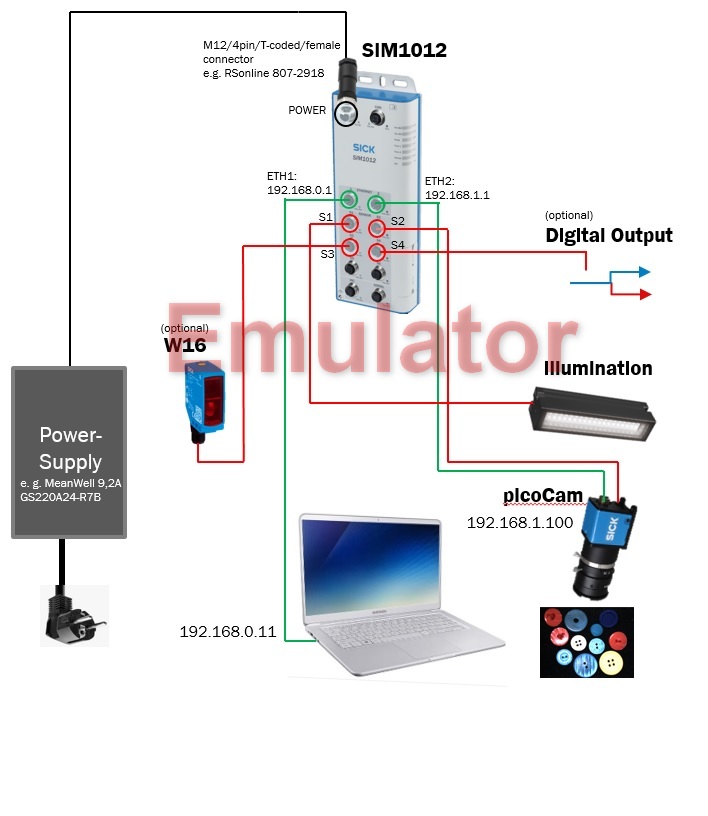 M12/4pin/T-coded/female
connector
e.g. RSonline 807-2918
SIM1012
POWER
SICK
SIM1012
ETH1:
192.168.0.1
ETH2:
192.168.1.1
S1
S2
S3
S4
(optional)
Digital Output
Emulator
(optional)
W16
Illumination
Power-
Supply
e. g. MeanWell 9,2A
GS220A24-R7B
picoCam
192.168.1.100
SICK
192.168.0.11